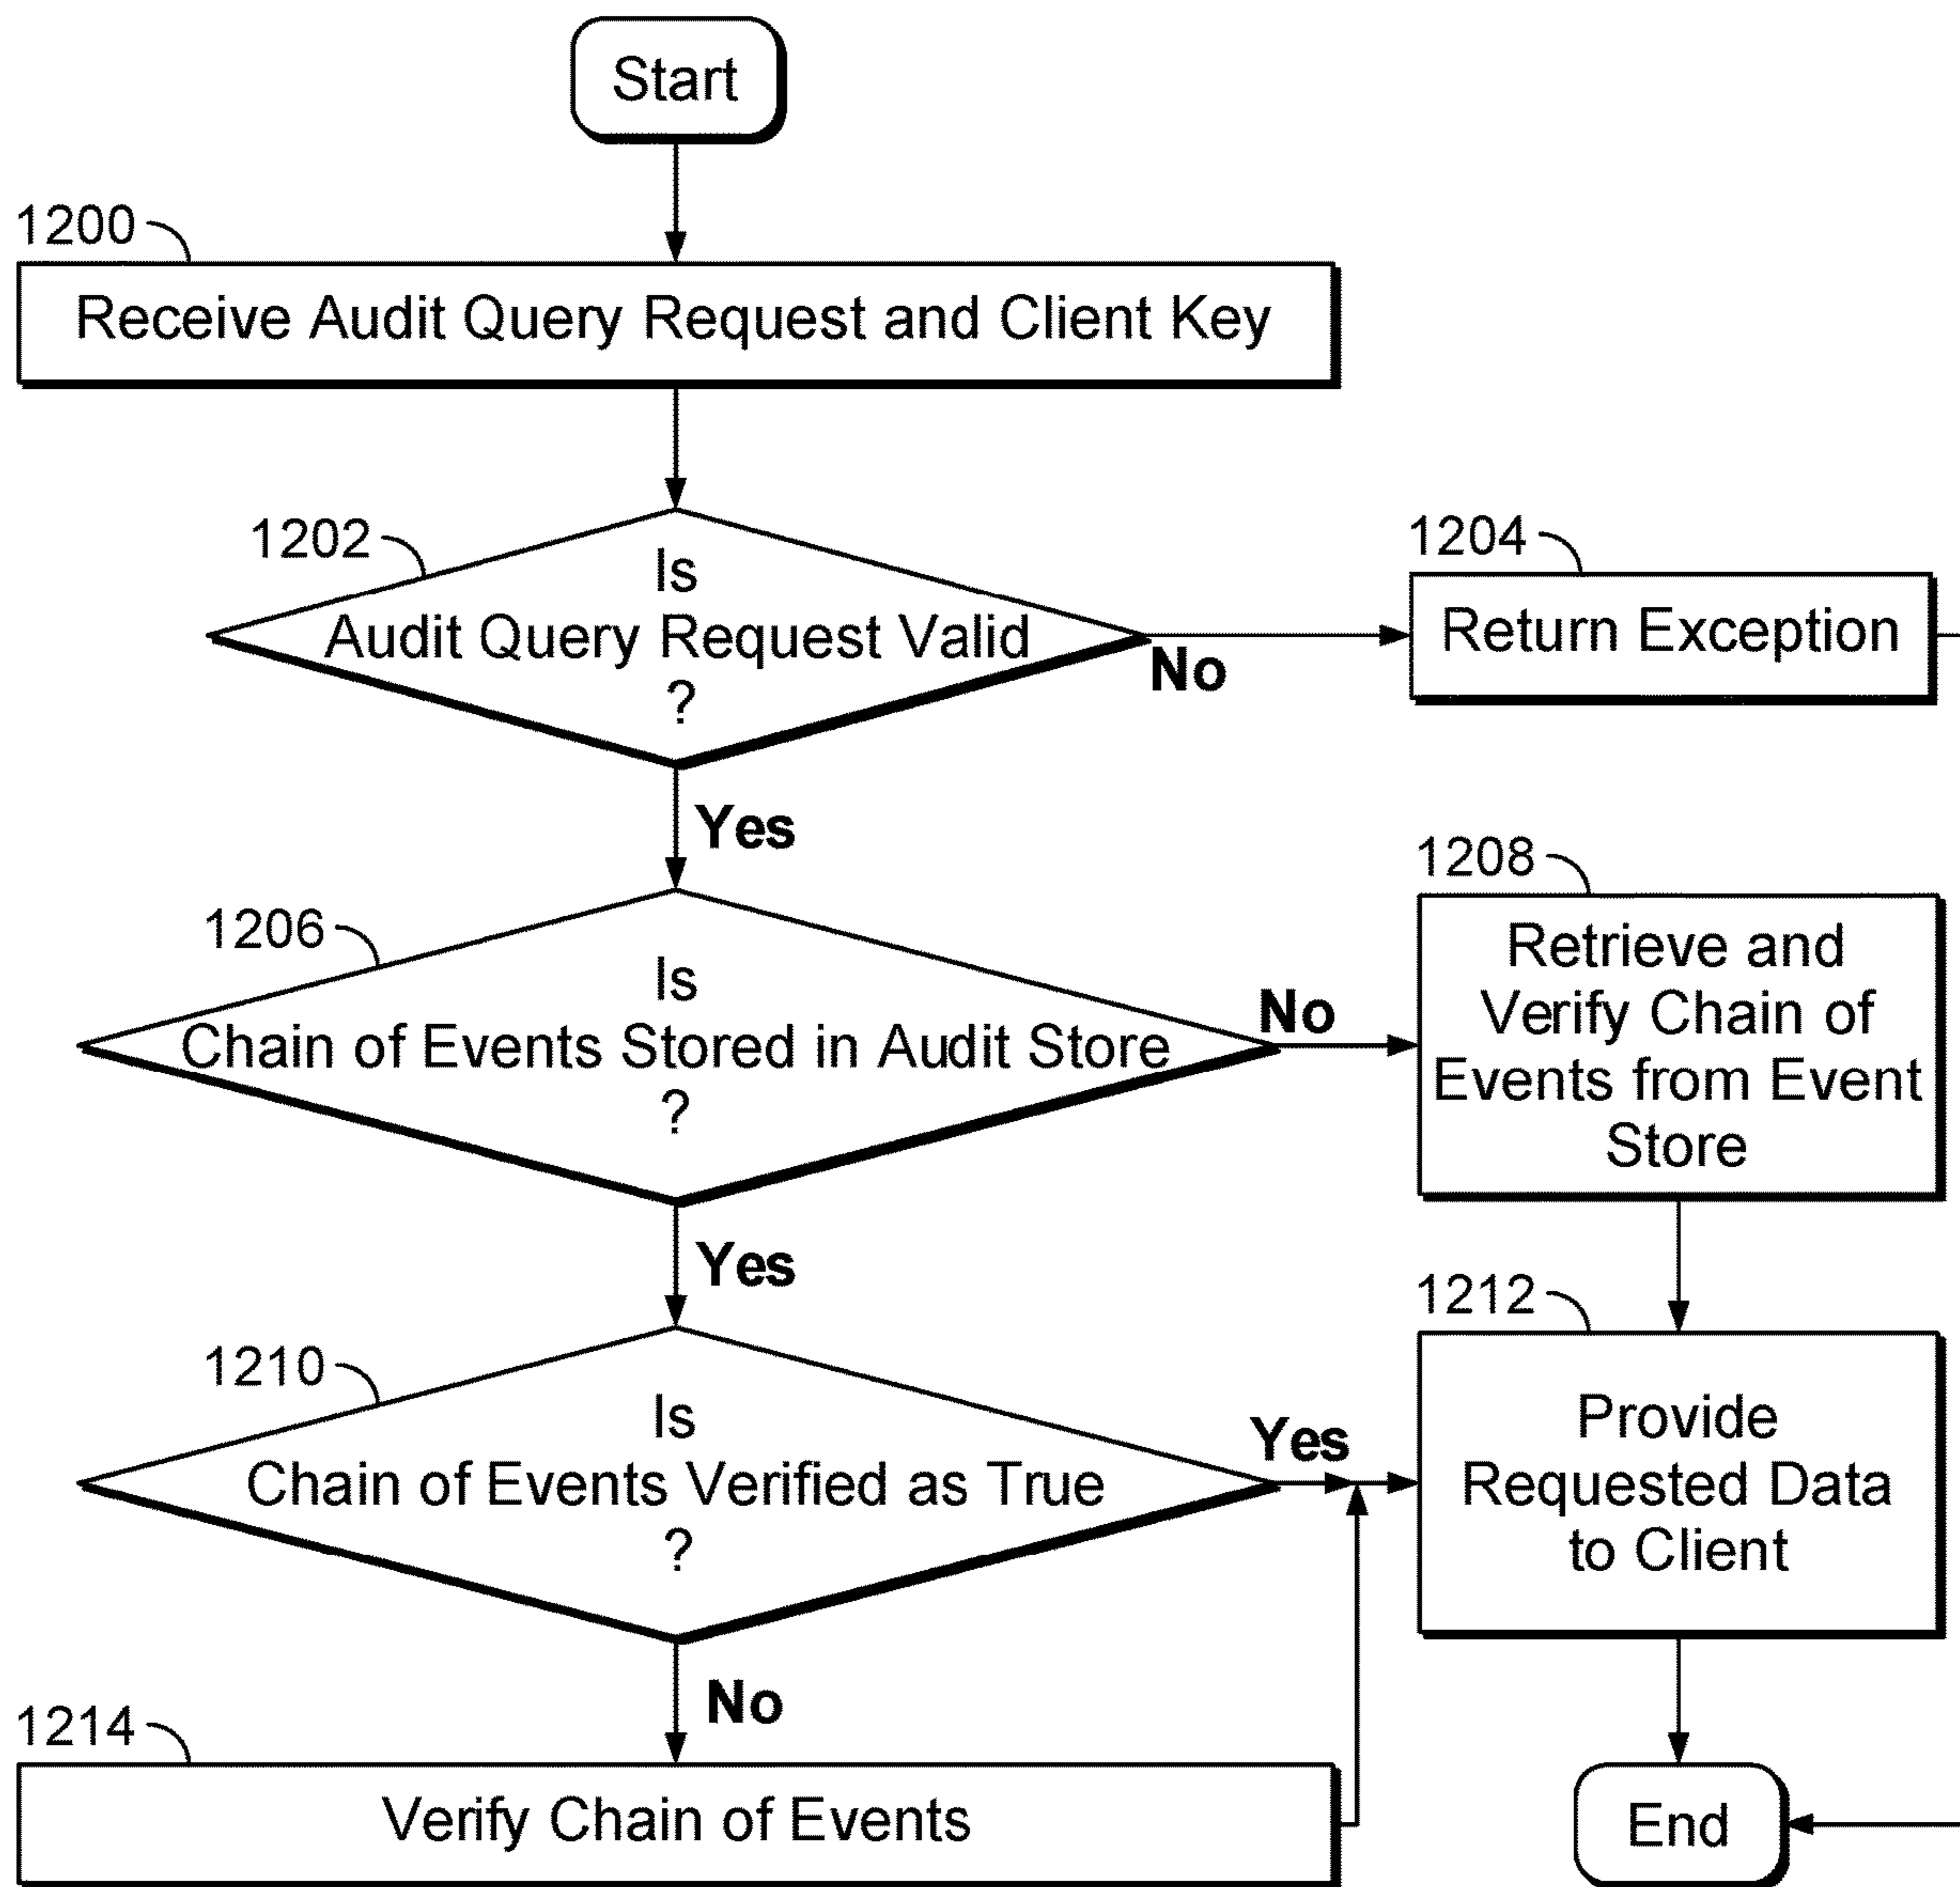 Start
1200
Receive Audit Query Request and Client Key
1202
Is
Audit Query Request Valid
?
No
1204
Return Exception
Yes
1206
Is
Chain of Events Stored in Audit Store
?
No
1208
Retrieve and
Verify Chain of
Events from Event
Store
Yes
1210
Is
Chain of Events Verified as True
?
Yes
1212
Provide
Requested Data
to Client
No
1214
Verify Chain of Events
End